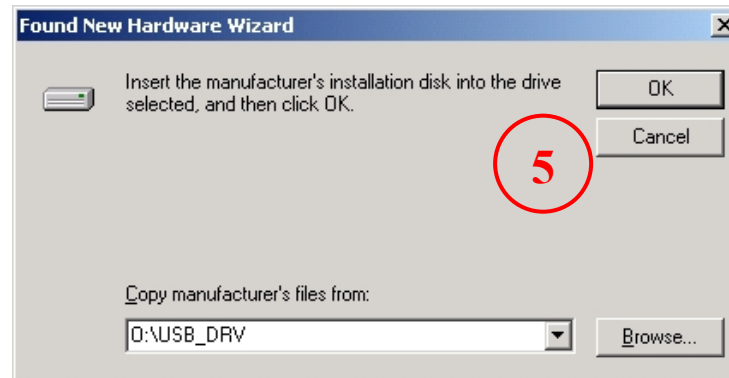 Found New Hardware Wizard
Insert the manufacturer's installation disk into the drive
selected, and then click OK.
OK
Cancel
5
Copy manufacturer's files from:
O:\USB_DRV
Browse...